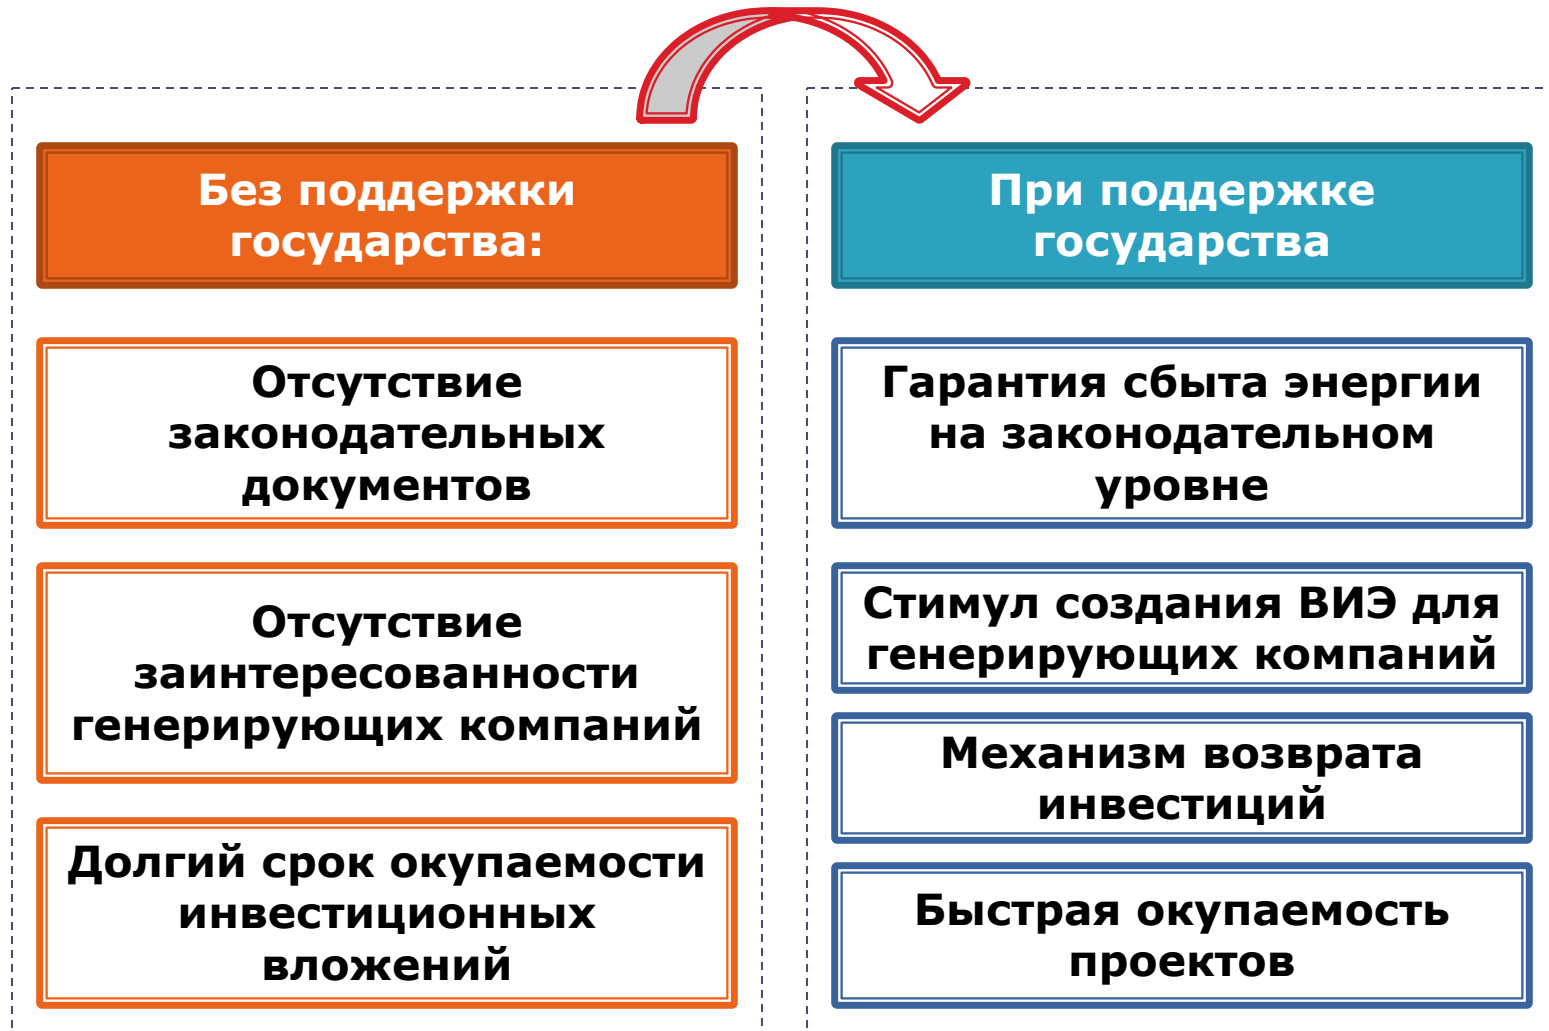 Без поддержки
государства:
Отсутствие
законодательных
документов
Отсутствие
заинтересованности
генерирующих компаний
Долгий срок окупаемости
инвестиционных
вложений
При поддержке
государства
Гарантия сбыта энергии
на законодательном
уровне
Стимул создания ВИЭ для
генерирующих компаний
Механизм возврата
инвестиций
Быстрая окупаемость
проектов